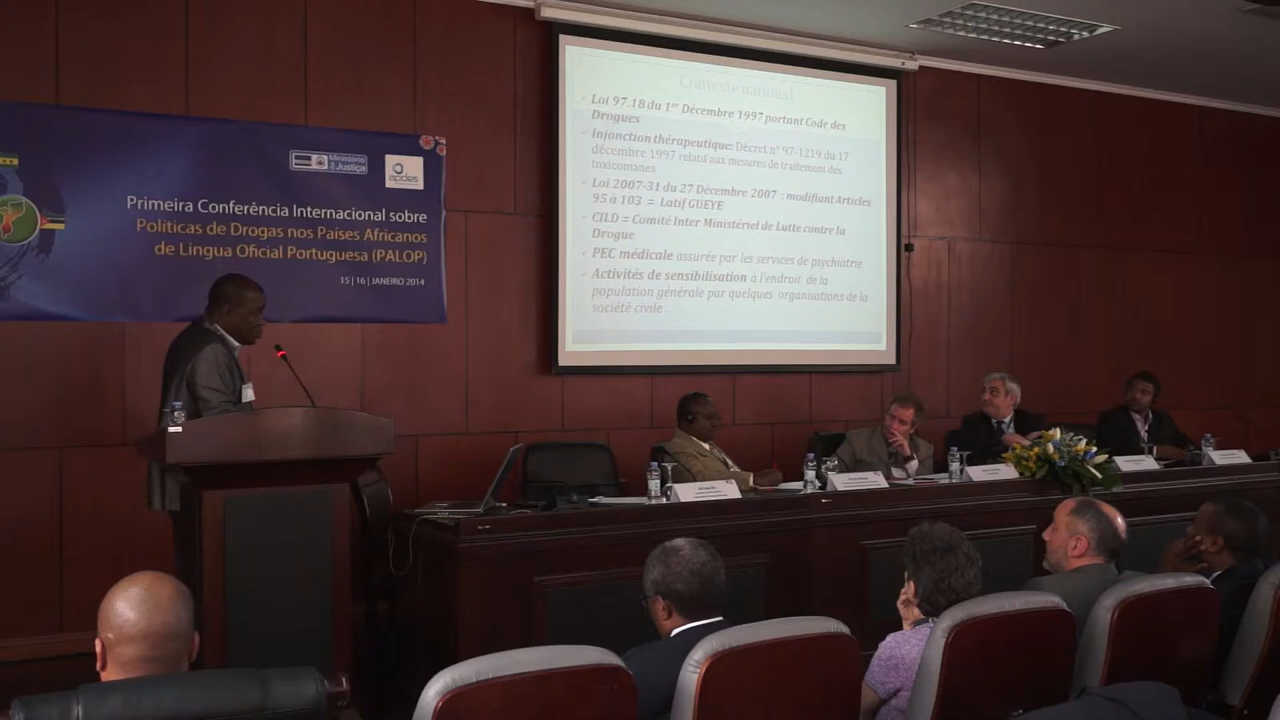 Ministério
da Justiça
apdes
Primeira Conferência Internacional sobre
Políticas de Drogas nos Países Africanos
de Língua Oficial Portuguesa (PALOP)
15 | 16 | JANEIRO 2014
Contexte national
✓ Loi 97.18 du 1er Décembre 1997 portant Code des
Drogues
✓ Injonction thérapeutique: Décret n° 97-1219 du 17
décembre 1997 relatif aux mesures de traitement des
toxicomanes
✓ Loi 2007-31 du 27 Décembre 2007 : modifiant Articles
95 à 103 = Latif GUEYE
✓ CILD = Comité Inter Ministériel de Lutte contre la
Drogue
✓ PEC médicale assurée par les services de psychiatrie
✓ Activités de sensibilisation à l'endroit de la
population générale par quelques organisations de la
société civile .